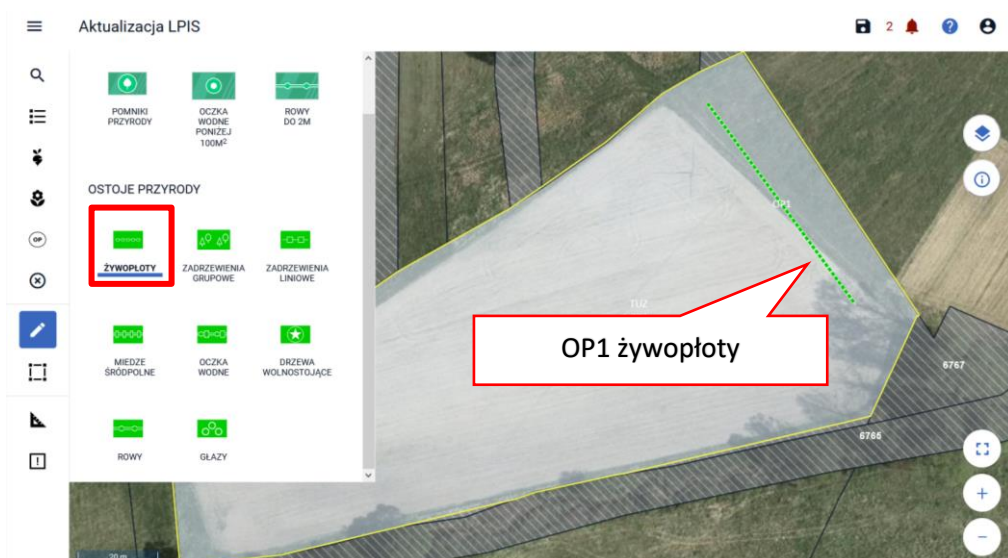 Aktualizacja LPIS
2
POMNIKI
PRZYRODY
OCZKA
WODNE
PONIŻEJ
100M²
ROWY
DO 2M
OSTOJE PRZYRODY
ŻYWOPŁOTY
ZADRZEWIENIA
GRUPOWE
ZADRZEWIENIA
LINIOWE
MIEDZE
ŚRÓDPOLNE
OCZKA
WODNE
DRZEWA
WOLNOSTOJĄCE
ROWY
GŁAZY
OP
OP1
TUZ
OP1 żywopłoty
6767
6765
20 m